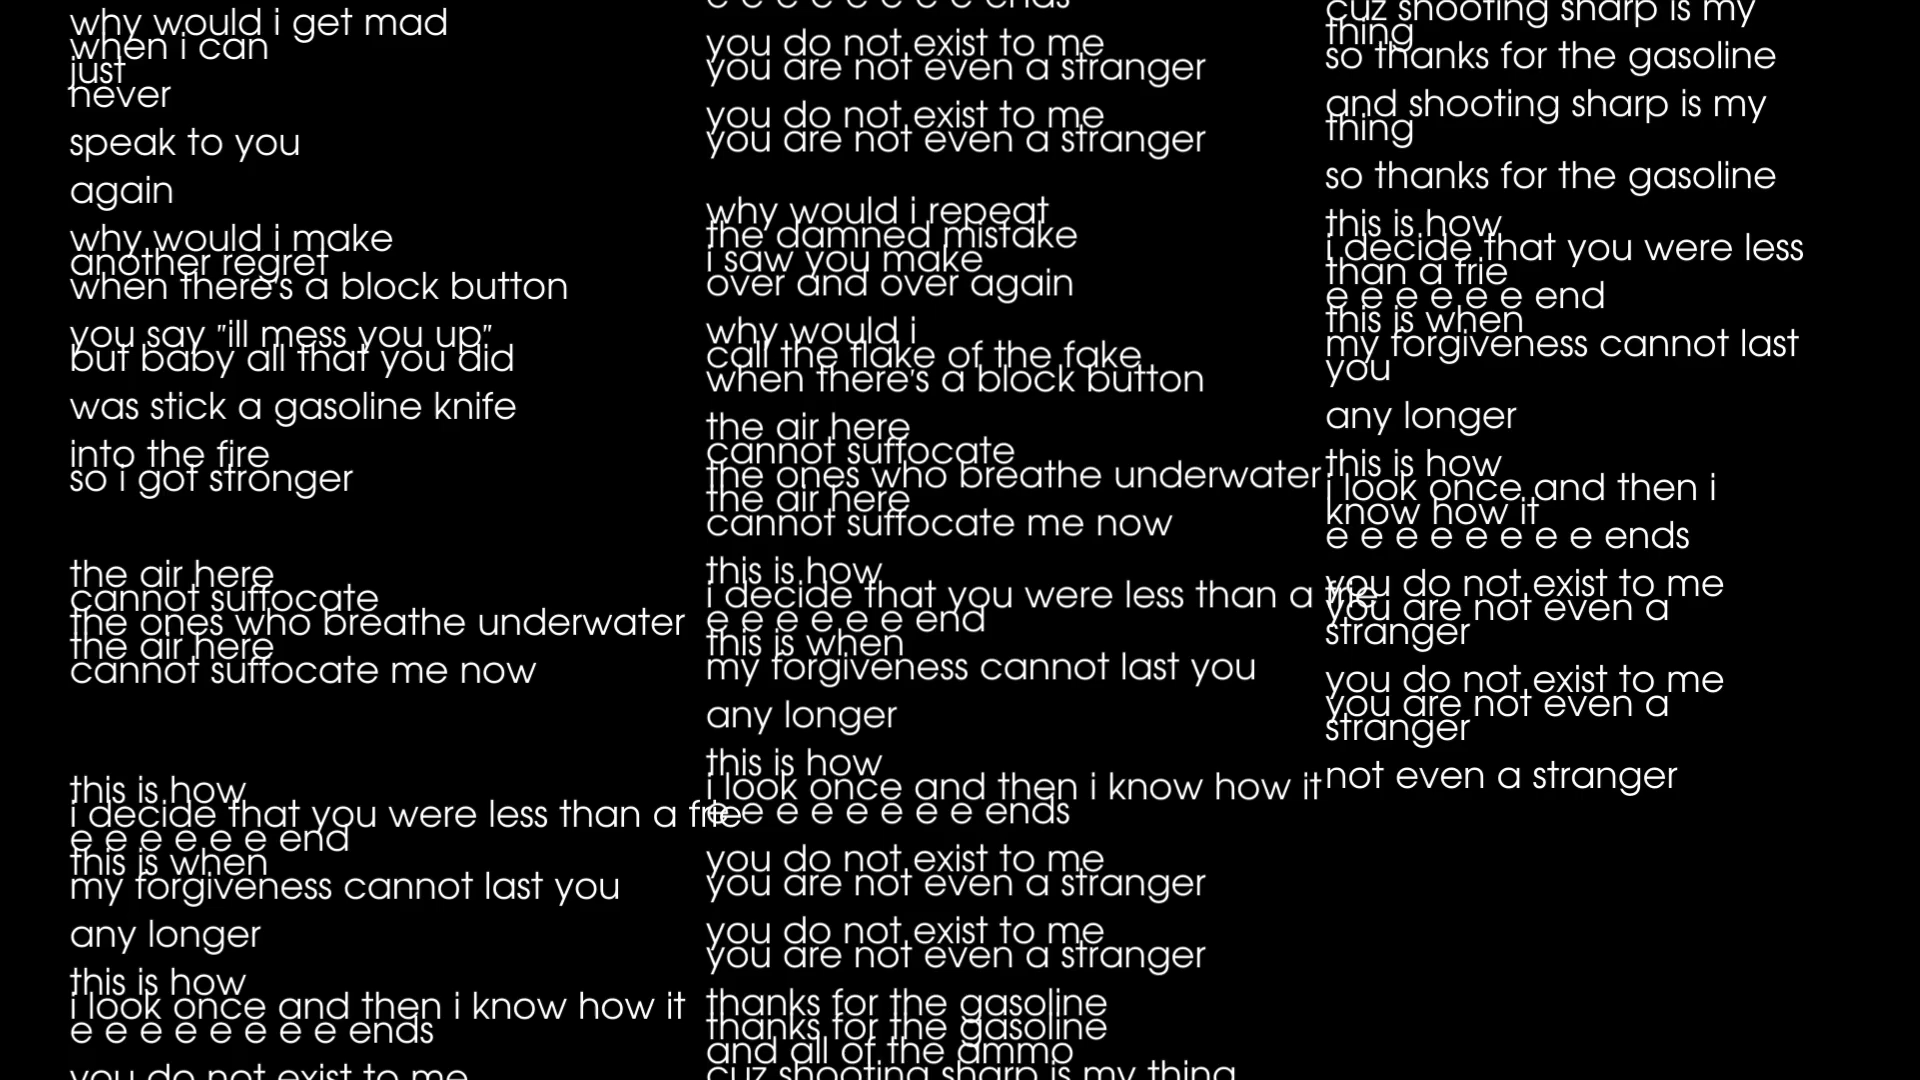 why would i get mad
when i can
just
never
speak to you
again
why would i make
another regret
when there's a block button
you say "ill mess you up"
but baby all that you did
was stick a gasoline knife
into the fire
so i got stronger
the air here
cannot suffocate
the ones who breathe underwater
the air here
cannot suffocate me now
this is how
i decide that you were less than a frie
e e e e e e end
this is when
my forgiveness cannot last you
any longer
this is how
i look once and then i know how it
e e e e e e e e ends
you do not exist to me
e e e e e e e e ends
you do not exist to me
you are not even a stranger
you do not exist to me
you are not even a stranger
why would i repeat
the damned mistake
i saw you make
over and over again
why would i
call the flake of the fake
when there's a block button
the air here
cannot suffocate
the ones who breathe underwater
the air here
cannot suffocate me now
this is how
i decide that you were less than a frie
e e e e e e end
this is when
my forgiveness cannot last you
any longer
this is how
i look once and then i know how it
e e e e e e e e ends
you do not exist to me
you are not even a stranger
you do not exist to me
you are not even a stranger
thanks for the gasoline
thanks for the gasoline
and all of the ammo
cuz shooting sharp is my thing
cuz shooting sharp is my
thing
so thanks for the gasoline
and shooting sharp is my
thing
so thanks for the gasoline
this is how
i decide that you were less
than a frie
e e e e e e end
this is when
my forgiveness cannot last
you
any longer
this is how
i look once and then i
know how it
e e e e e e e e ends
you do not exist to me
you are not even a
stranger
you do not exist to me
you are not even a
stranger
not even a stranger